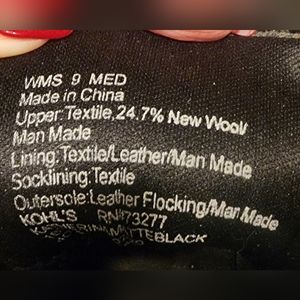 WMS 9 MED
Made in China
Upper:Textile,24.7% New Wool/
Man Made
Lining:Textile/Leather/Man Made
Socklining:Textile
Outersole:Leather Flocking/Man Made
KOHL'S RN#73277